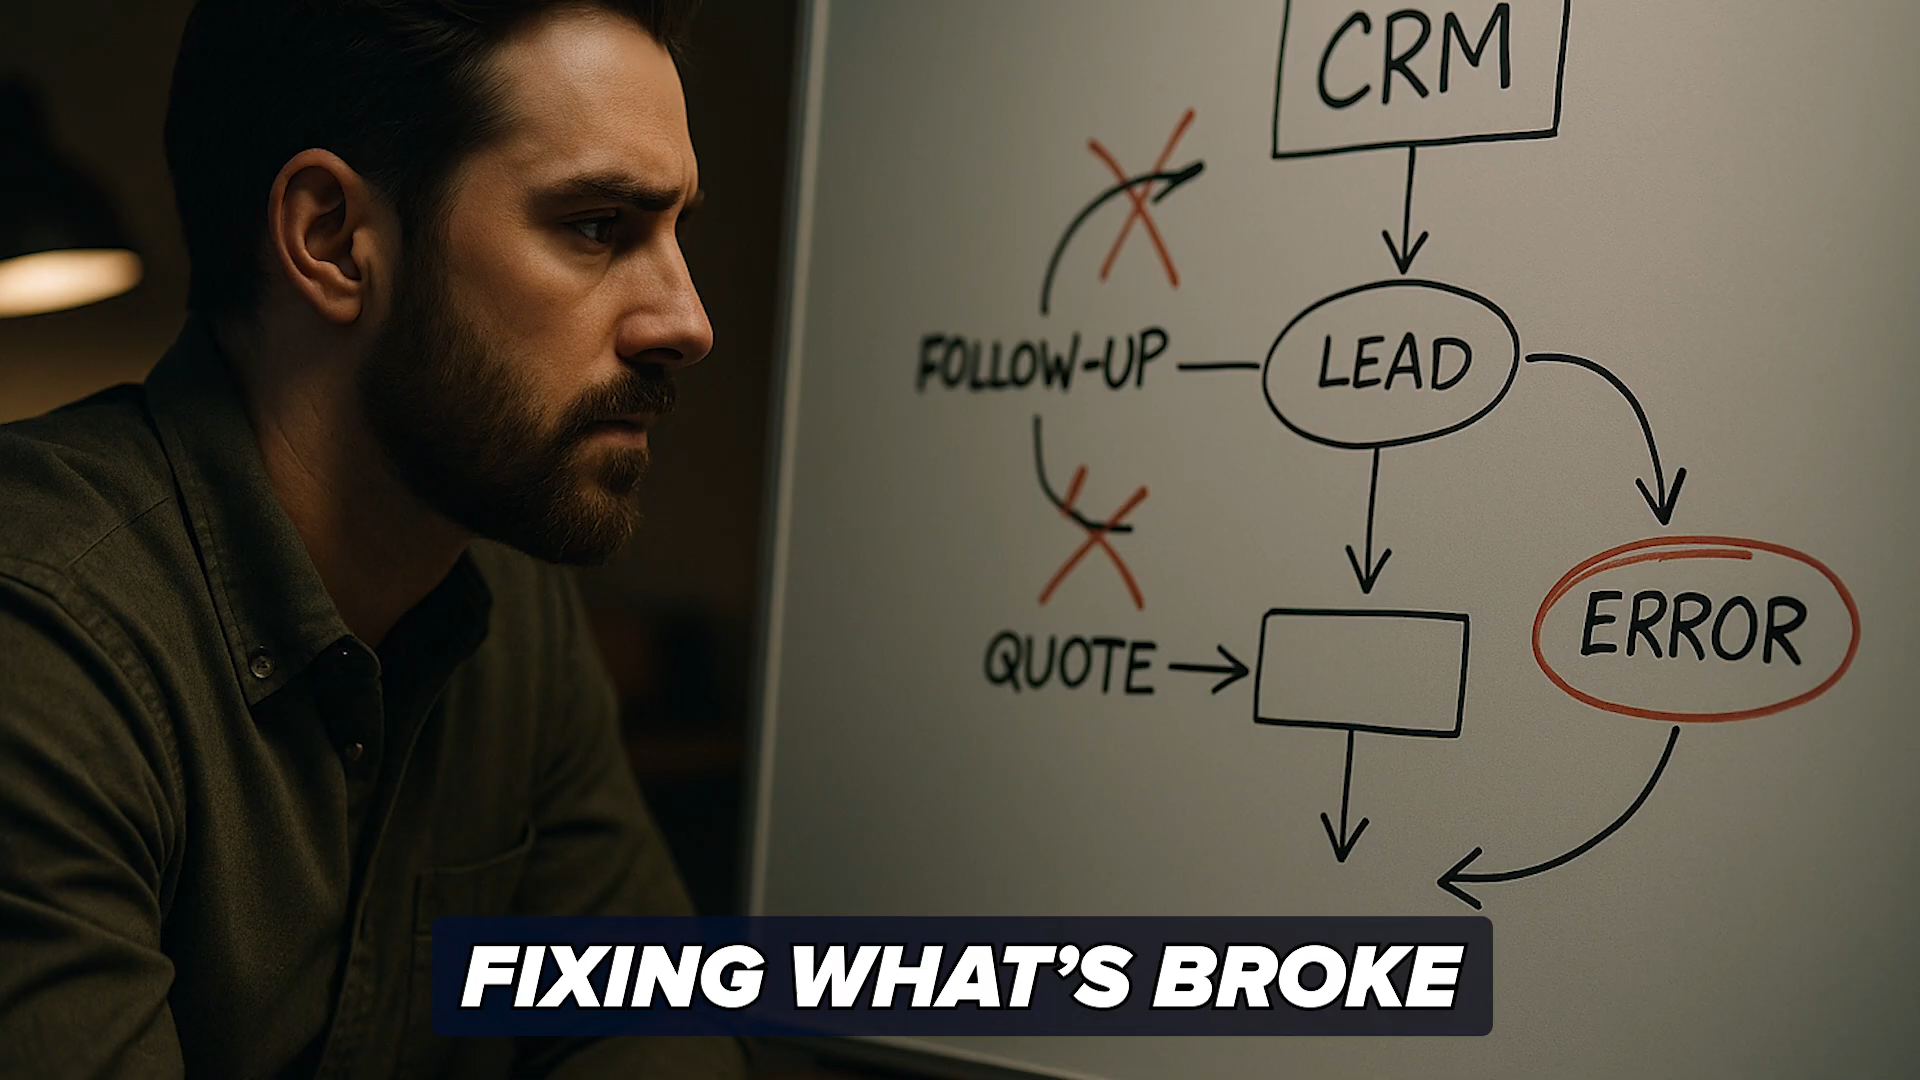 CRM
FOLLOW-UP
LEAD
QUOTE
ERROR
FIXING WHAT'S BROKE